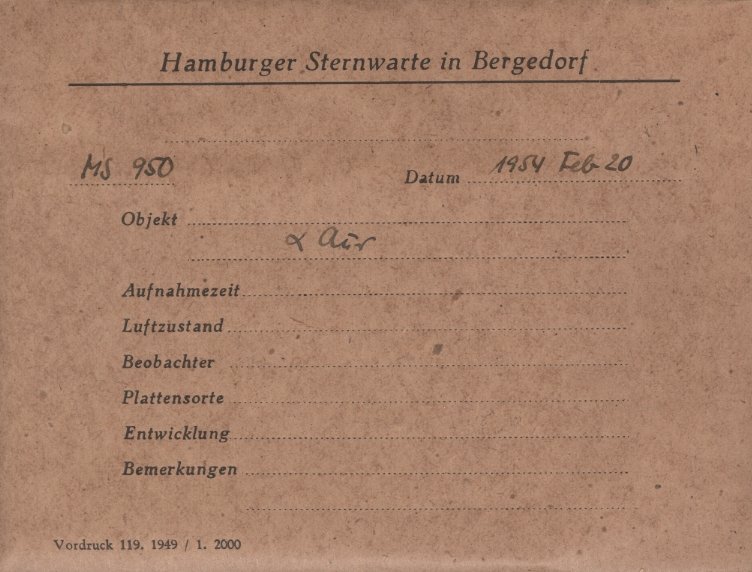 Hamburger Sternwarte in Bergedorf
MS 950 Datum 1954 Feb 20
Objekt
α Aur
Aufnahmezeit
Luftzustand
Beobachter
Plattensorte
Entwicklung
Bemerkungen
Vordruck 119. 1949 / 1. 2000